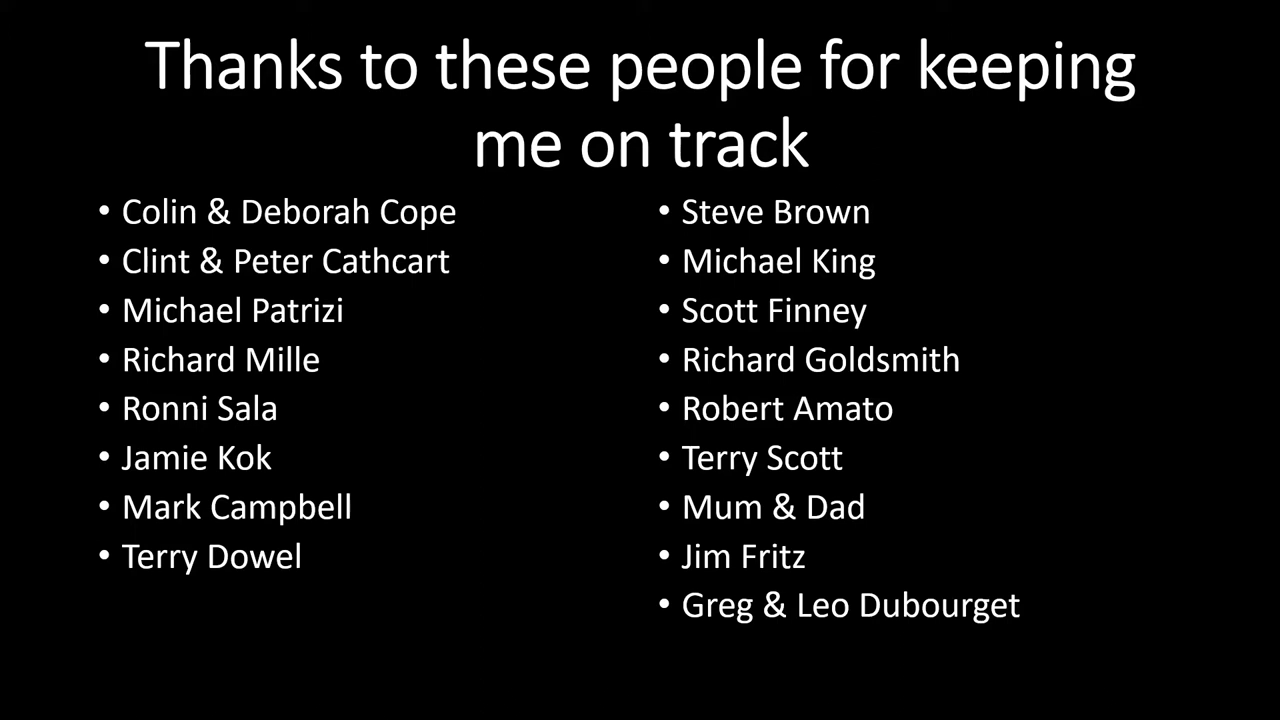 Thanks to these people for keeping
me on track
• Colin & Deborah Cope
• Clint & Peter Cathcart
• Michael Patrizi
• Richard Mille
• Ronni Sala
• Jamie Kok
• Mark Campbell
• Terry Dowel
• Steve Brown
• Michael King
• Scott Finney
• Richard Goldsmith
• Robert Amato
• Terry Scott
• Mum & Dad
• Jim Fritz
• Greg & Leo Dubourget